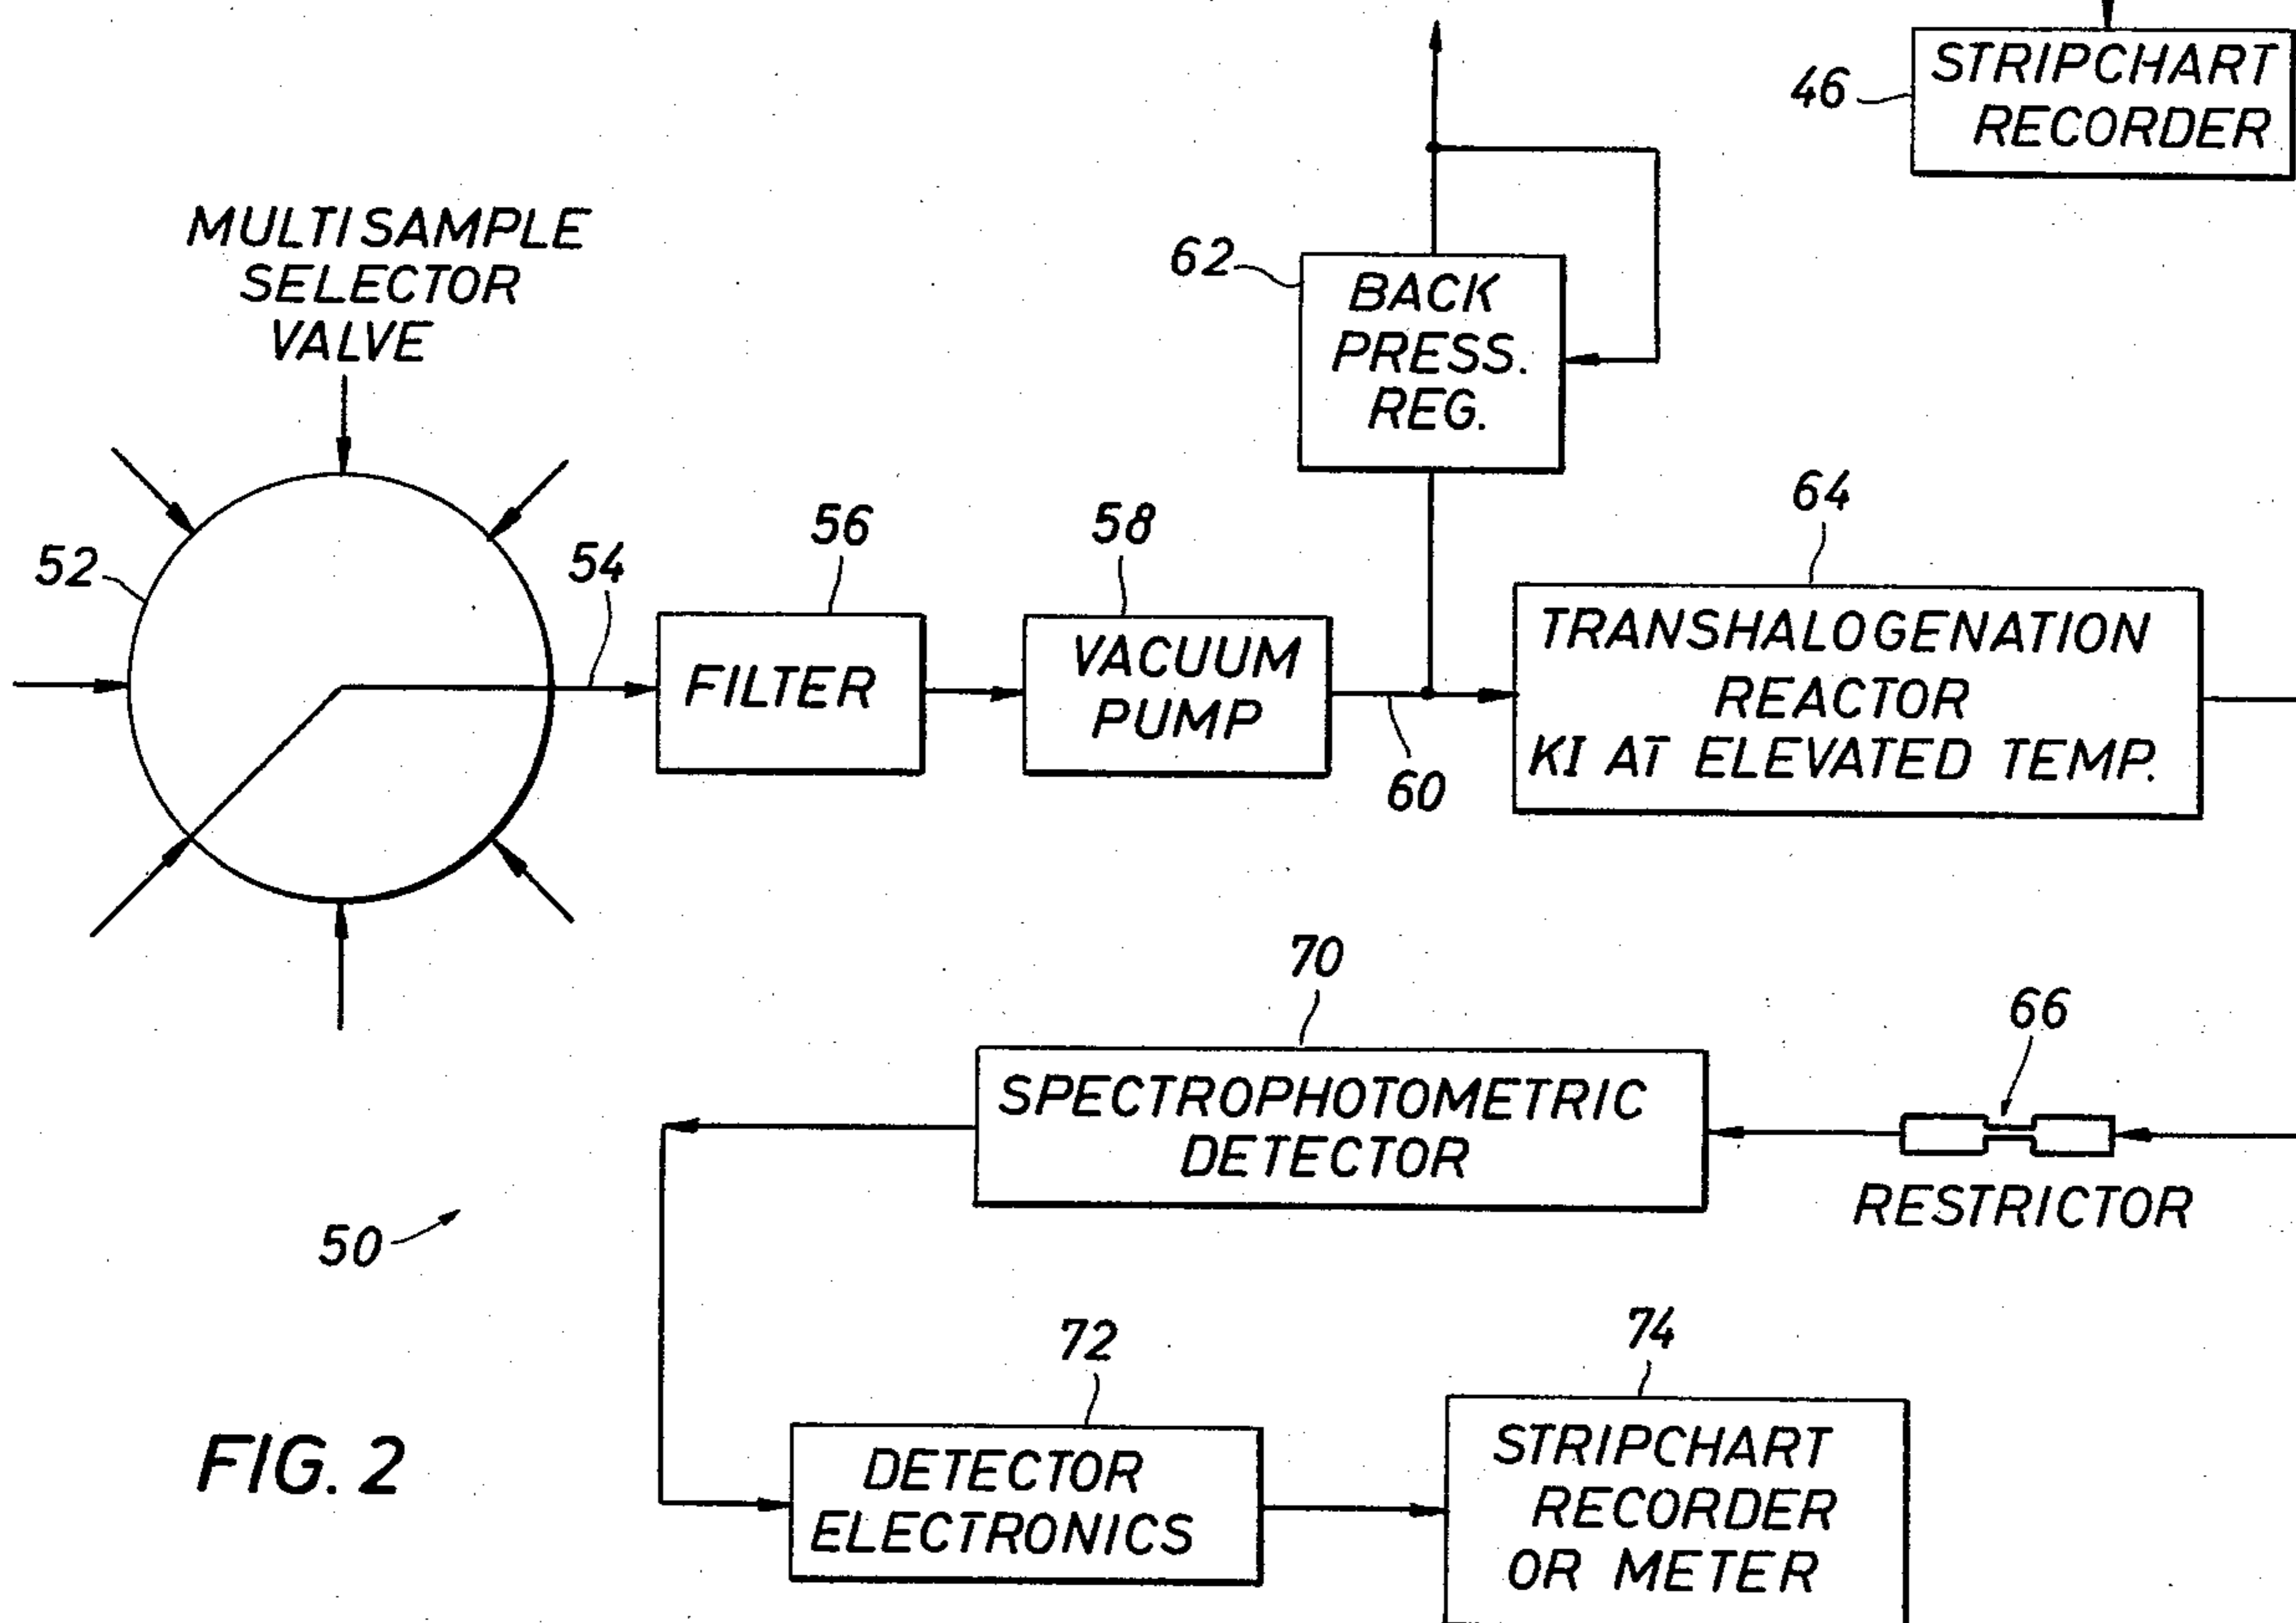 46
STRIPCHART
RECORDER
MULTISAMPLE
SELECTOR
VALVE
62
BACK
PRESS.
REG.
52
54
56
FILTER
58
VACUUM
PUMP
60
64
TRANSHALOGENATION
REACTOR
KI AT ELEVATED TEMP.
70
SPECTROPHOTOMETRIC
DETECTOR
66
RESTRICTOR
50
72
DETECTOR
ELECTRONICS
74
STRIPCHART
RECORDER
OR METER
FIG. 2